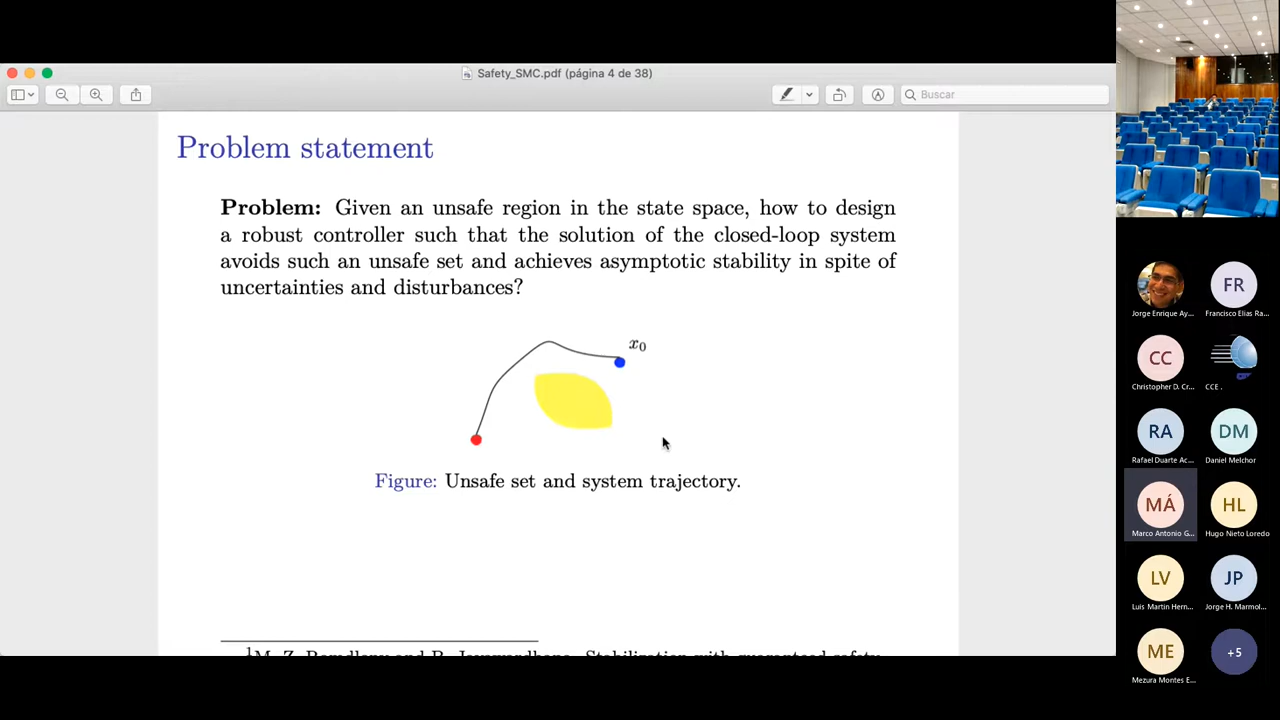 Safety_SMC.pdf (página 4 de 38)
Buscar
Problem statement
Problem: Given an unsafe region in the state space, how to design
a robust controller such that the solution of the closed-loop system
avoids such an unsafe set and achieves asymptotic stability in spite of
uncertainties and disturbances?
x₀
Figure: Unsafe set and system trajectory.
FR
Jorge Enrique Ay...
Francisco Elias Ra...
CC
Christopher D. Cr...
CCE .
RA
DM
Rafael Duarte Ac...
Daniel Melchor
MÁ
HL
Marco Antonio G...
Hugo Nieto Loredo
LV
JP
Luis Martin Hern...
Jorge H. Marmol...
ME
+5
Mezura Montes E...